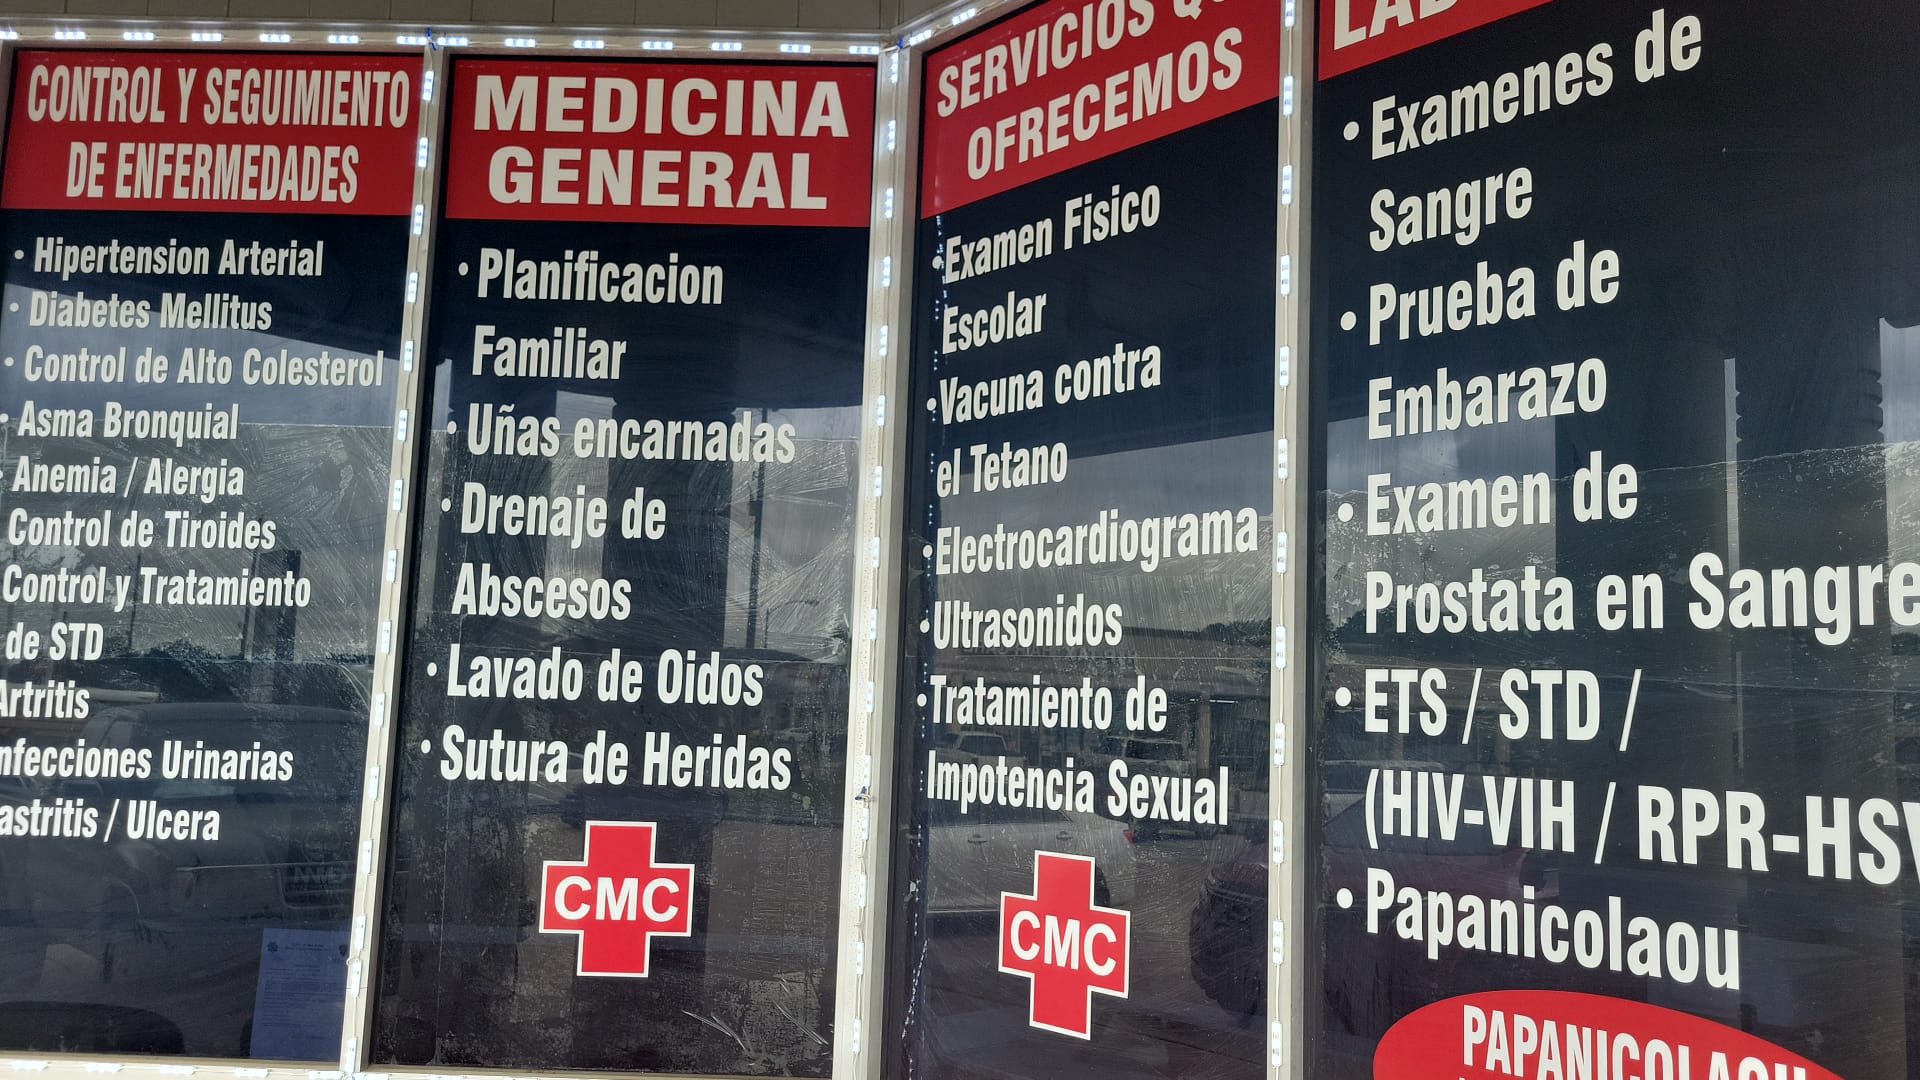 CONTROL Y SEGUIMIENTO
DE ENFERMEDADES
• Hipertension Arterial
• Diabetes Mellitus
• Control de Alto Colesterol
• Asma Bronquial
• Anemia / Alergia
Control de Tiroides
Control y Tratamiento
de STD
Artritis
nfecciones Urinarias
astritis / Ulcera
MEDICINA
GENERAL
• Planificacion
Familiar
• Uñas encarnadas
• Drenaje de
Abscesos
• Lavado de Oidos
• Sutura de Heridas
CMC
SERVICIOS
OFRECEMOS
• Examen Fisico
Escolar
• Vacuna contra
el Tetano
• Electrocardiograma
• Ultrasonidos
• Tratamiento de
Impotencia Sexual
CMC
LAB
• Examenes de
Sangre
• Prueba de
Embarazo
• Examen de
Prostata en Sangre
• ETS / STD /
(HIV-VIH / RPR-HSV
• Papanicolaou
PAPANICOLAOU